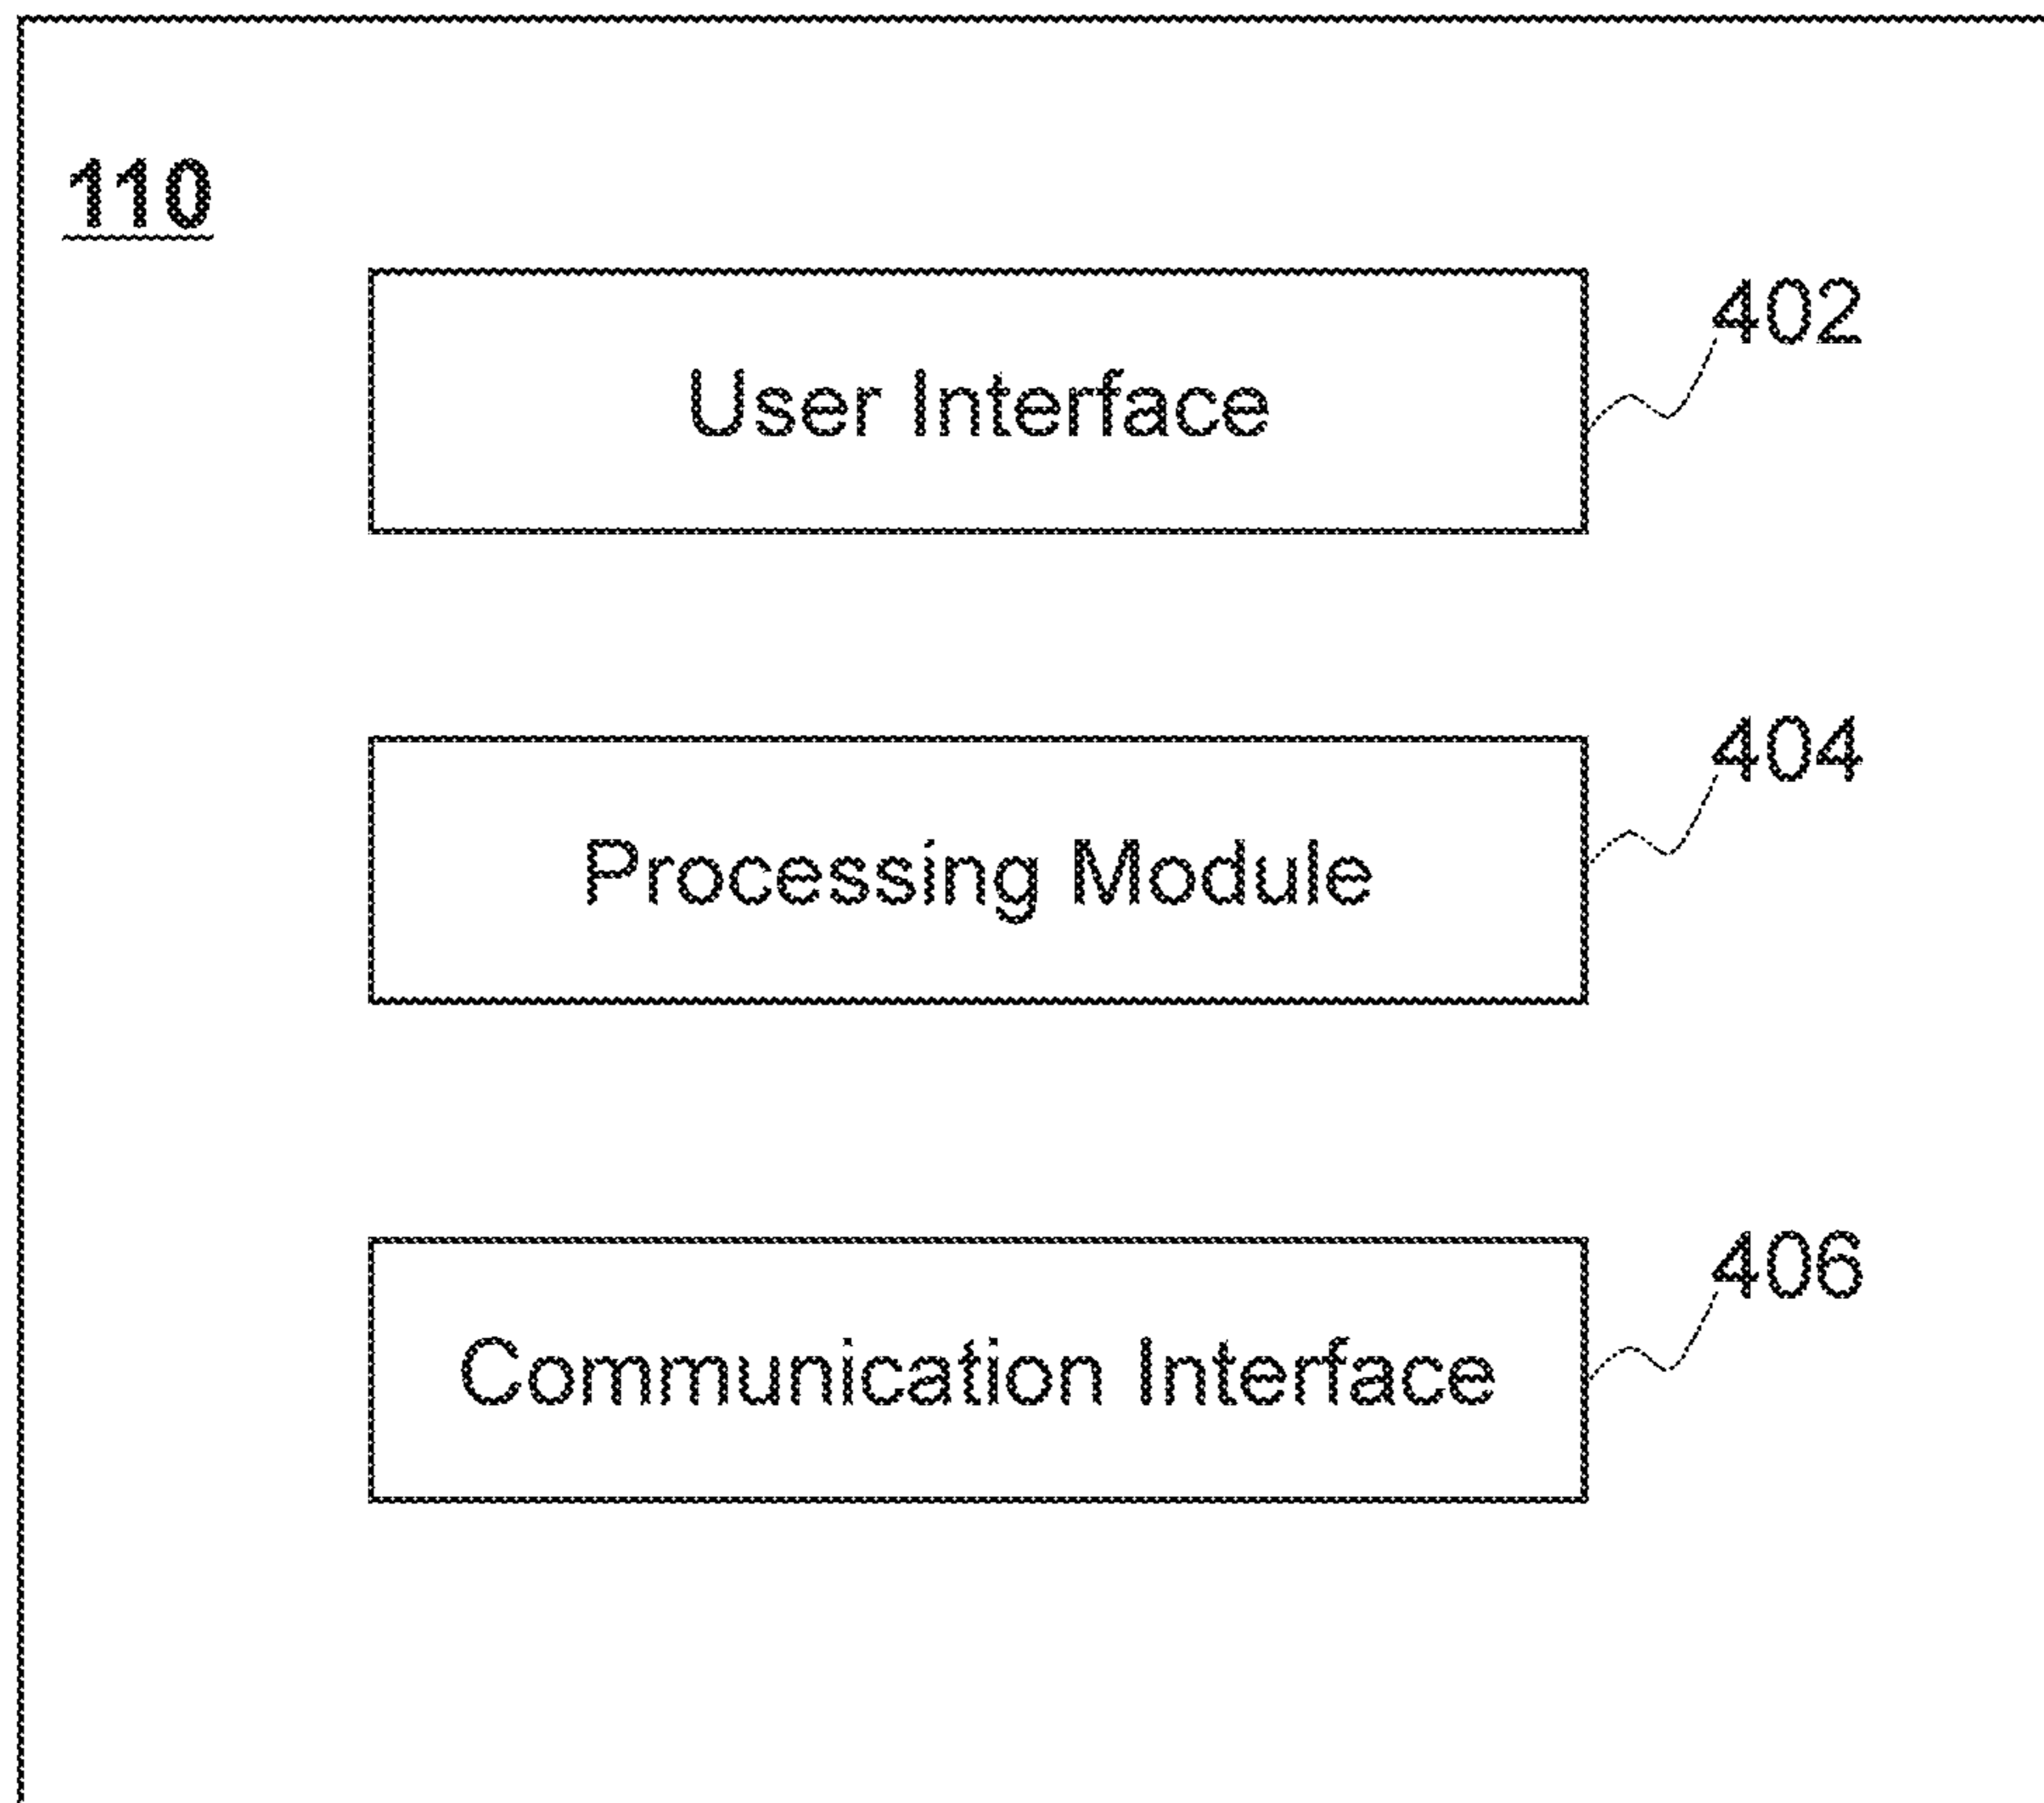 110
402
User Interface
404
Processing Module
406
Communication Interface